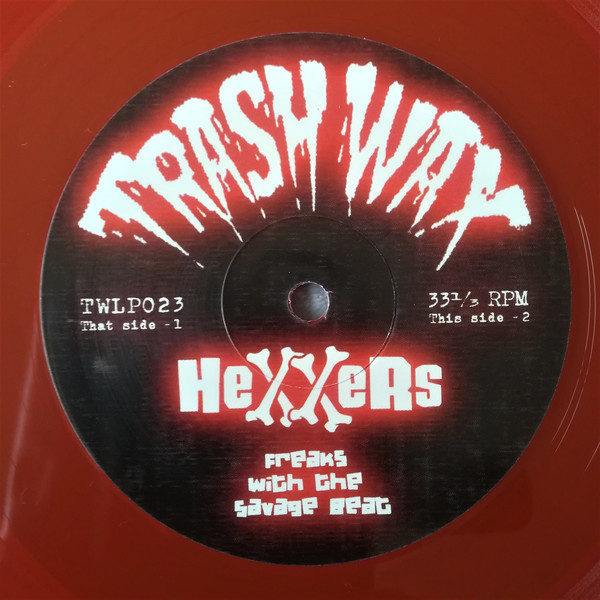 TRASH WAX
TWLP023
That side - 1
33⅓ RPM
This side - 2
HeXXeRs
Freaks
with the
Savage Beat